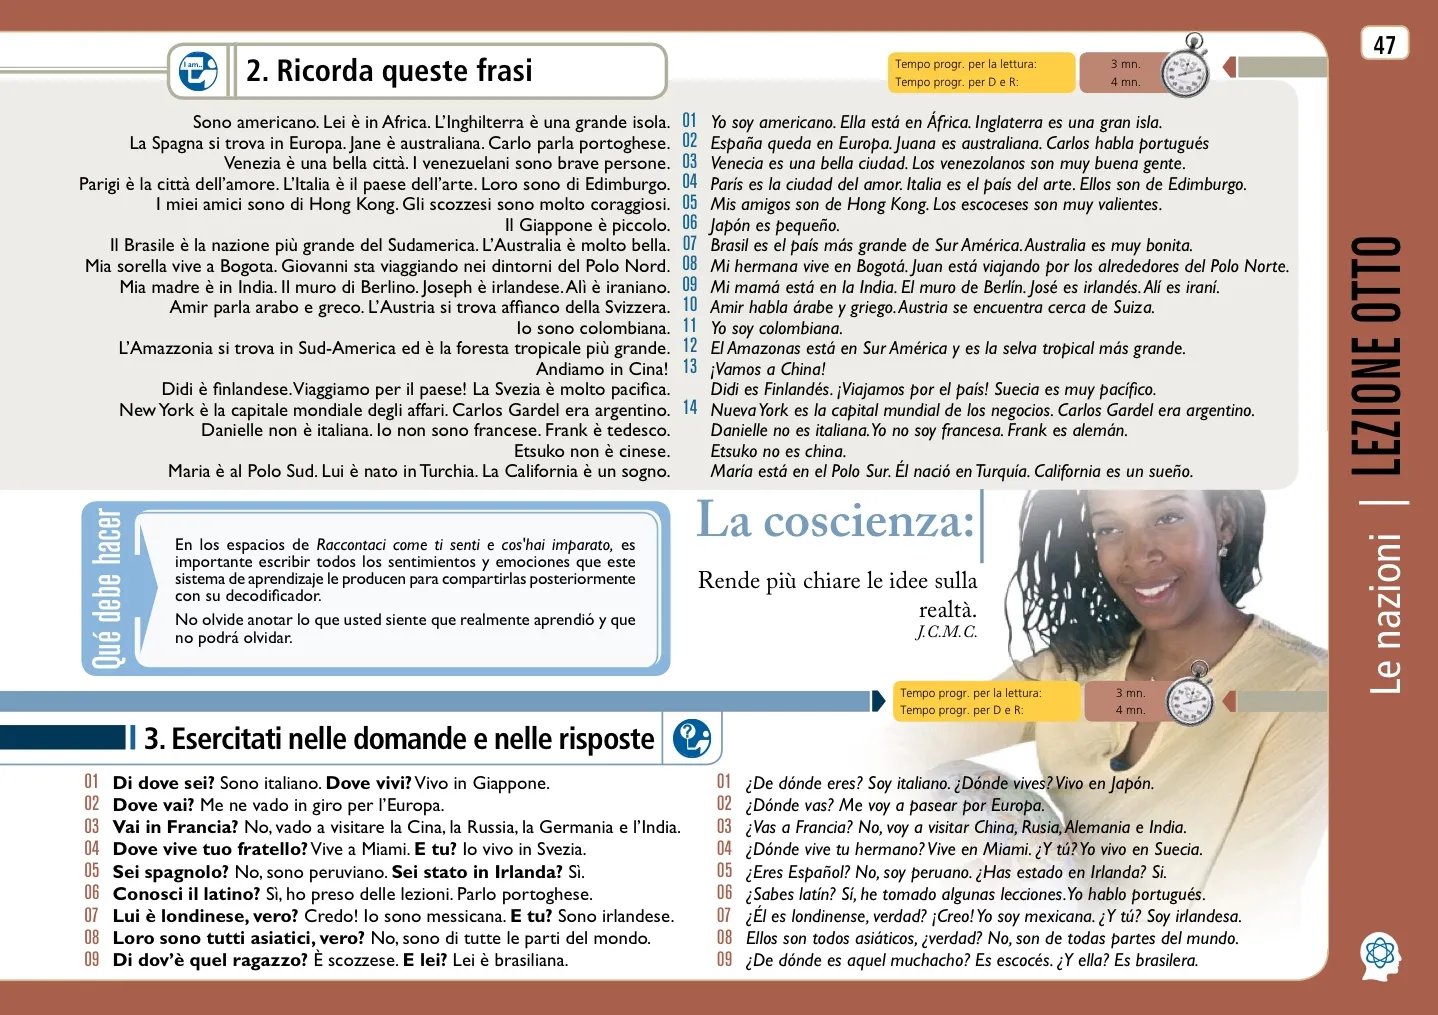 47
I am...
2. Ricorda queste frasi
Tempo progr. per la lettura: 3 mn.
Tempo progr. per D e R: 4 mn.
Sono americano. Lei è in Africa. L'Inghilterra è una grande isola. 01 Yo soy americano. Ella está en África. Inglaterra es una gran isla.
La Spagna si trova in Europa. Jane è australiana. Carlo parla portoghese. 02 España queda en Europa. Juana es australiana. Carlos habla portugués
Venezia è una bella città. I venezuelani sono brave persone. 03 Venecia es una bella ciudad. Los venezolanos son muy buena gente.
Parigi è la città dell'amore. L'Italia è il paese dell'arte. Loro sono di Edimburgo. 04 París es la ciudad del amor. Italia es el país del arte. Ellos son de Edimburgo.
I miei amici sono di Hong Kong. Gli scozzesi sono molto coraggiosi. 05 Mis amigos son de Hong Kong. Los escoceses son muy valientes.
Il Giappone è piccolo. 06 Japón es pequeño.
Il Brasile è la nazione più grande del Sudamerica. L'Australia è molto bella. 07 Brasil es el país más grande de Sur América. Australia es muy bonita.
Mia sorella vive a Bogota. Giovanni sta viaggiando nei dintorni del Polo Nord. 08 Mi hermana vive en Bogotá. Juan está viajando por los alrededores del Polo Norte.
Mia madre è in India. Il muro di Berlino. Joseph è irlandese. Alì è iraniano. 09 Mi mamá está en la India. El muro de Berlín. José es irlandés. Alí es iraní.
Amir parla arabo e greco. L'Austria si trova affianco della Svizzera. 10 Amir habla árabe y griego. Austria se encuentra cerca de Suiza.
Io sono colombiana. 11 Yo soy colombiana.
L'Amazzonia si trova in Sud-America ed è la foresta tropicale più grande. 12 El Amazonas está en Sur América y es la selva tropical más grande.
Andiamo in Cina! 13 ¡Vamos a China!
Didi è finlandese. Viaggiamo per il paese! La Svezia è molto pacifica. Didi es Finlandés. ¡Viajamos por el país! Suecia es muy pacífico.
New York è la capitale mondiale degli affari. Carlos Gardel era argentino. 14 Nueva York es la capital mundial de los negocios. Carlos Gardel era argentino.
Danielle non è italiana. Io non sono francese. Frank è tedesco. Danielle no es italiana. Yo no soy francesa. Frank es alemán.
Etsuko non è cinese. Etsuko no es china.
Maria è al Polo Sud. Lui è nato in Turchia. La California è un sogno. María está en el Polo Sur. Él nació en Turquía. California es un sueño.
LEZIONE OTTO
Le nazioni
Qué debe hacer
En los espacios de Raccontaci come ti senti e cos'hai imparato, es
importante escribir todos los sentimientos y emociones que este
sistema de aprendizaje le producen para compartirlas posteriormente
con su decodificador.
No olvide anotar lo que usted siente que realmente aprendió y que
no podrá olvidar.
La coscienza:
Rende più chiare le idee sulla
realtà.
J.C.M.C.
Tempo progr. per la lettura: 3 mn.
Tempo progr. per D e R: 4 mn.
3. Esercitati nelle domande e nelle risposte
?
01 Di dove sei? Sono italiano. Dove vivi? Vivo in Giappone.
02 Dove vai? Me ne vado in giro per l'Europa.
03 Vai in Francia? No, vado a visitare la Cina, la Russia, la Germania e l'India.
04 Dove vive tuo fratello? Vive a Miami. E tu? Io vivo in Svezia.
05 Sei spagnolo? No, sono peruviano. Sei stato in Irlanda? Sì.
06 Conosci il latino? Sì, ho preso delle lezioni. Parlo portoghese.
07 Lui è londinese, vero? Credo! Io sono messicana. E tu? Sono irlandese.
08 Loro sono tutti asiatici, vero? No, sono di tutte le parti del mondo.
09 Di dov'è quel ragazzo? È scozzese. E lei? Lei è brasiliana.
01 ¿De dónde eres? Soy italiano. ¿Dónde vives? Vivo en Japón.
02 ¿Dónde vas? Me voy a pasear por Europa.
03 ¿Vas a Francia? No, voy a visitar China, Rusia, Alemania e India.
04 ¿Dónde vive tu hermano? Vive en Miami. ¿Y tú? Yo vivo en Suecia.
05 ¿Eres Español? No, soy peruano. ¿Has estado en Irlanda? Si.
06 ¿Sabes latín? Sí, he tomado algunas lecciones. Yo hablo portugués.
07 ¿Él es londinense, verdad? ¡Creo! Yo soy mexicana. ¿Y tú? Soy irlandesa.
08 Ellos son todos asiáticos, ¿verdad? No, son de todas partes del mundo.
09 ¿De dónde es aquel muchacho? Es escocés. ¿Y ella? Es brasilera.